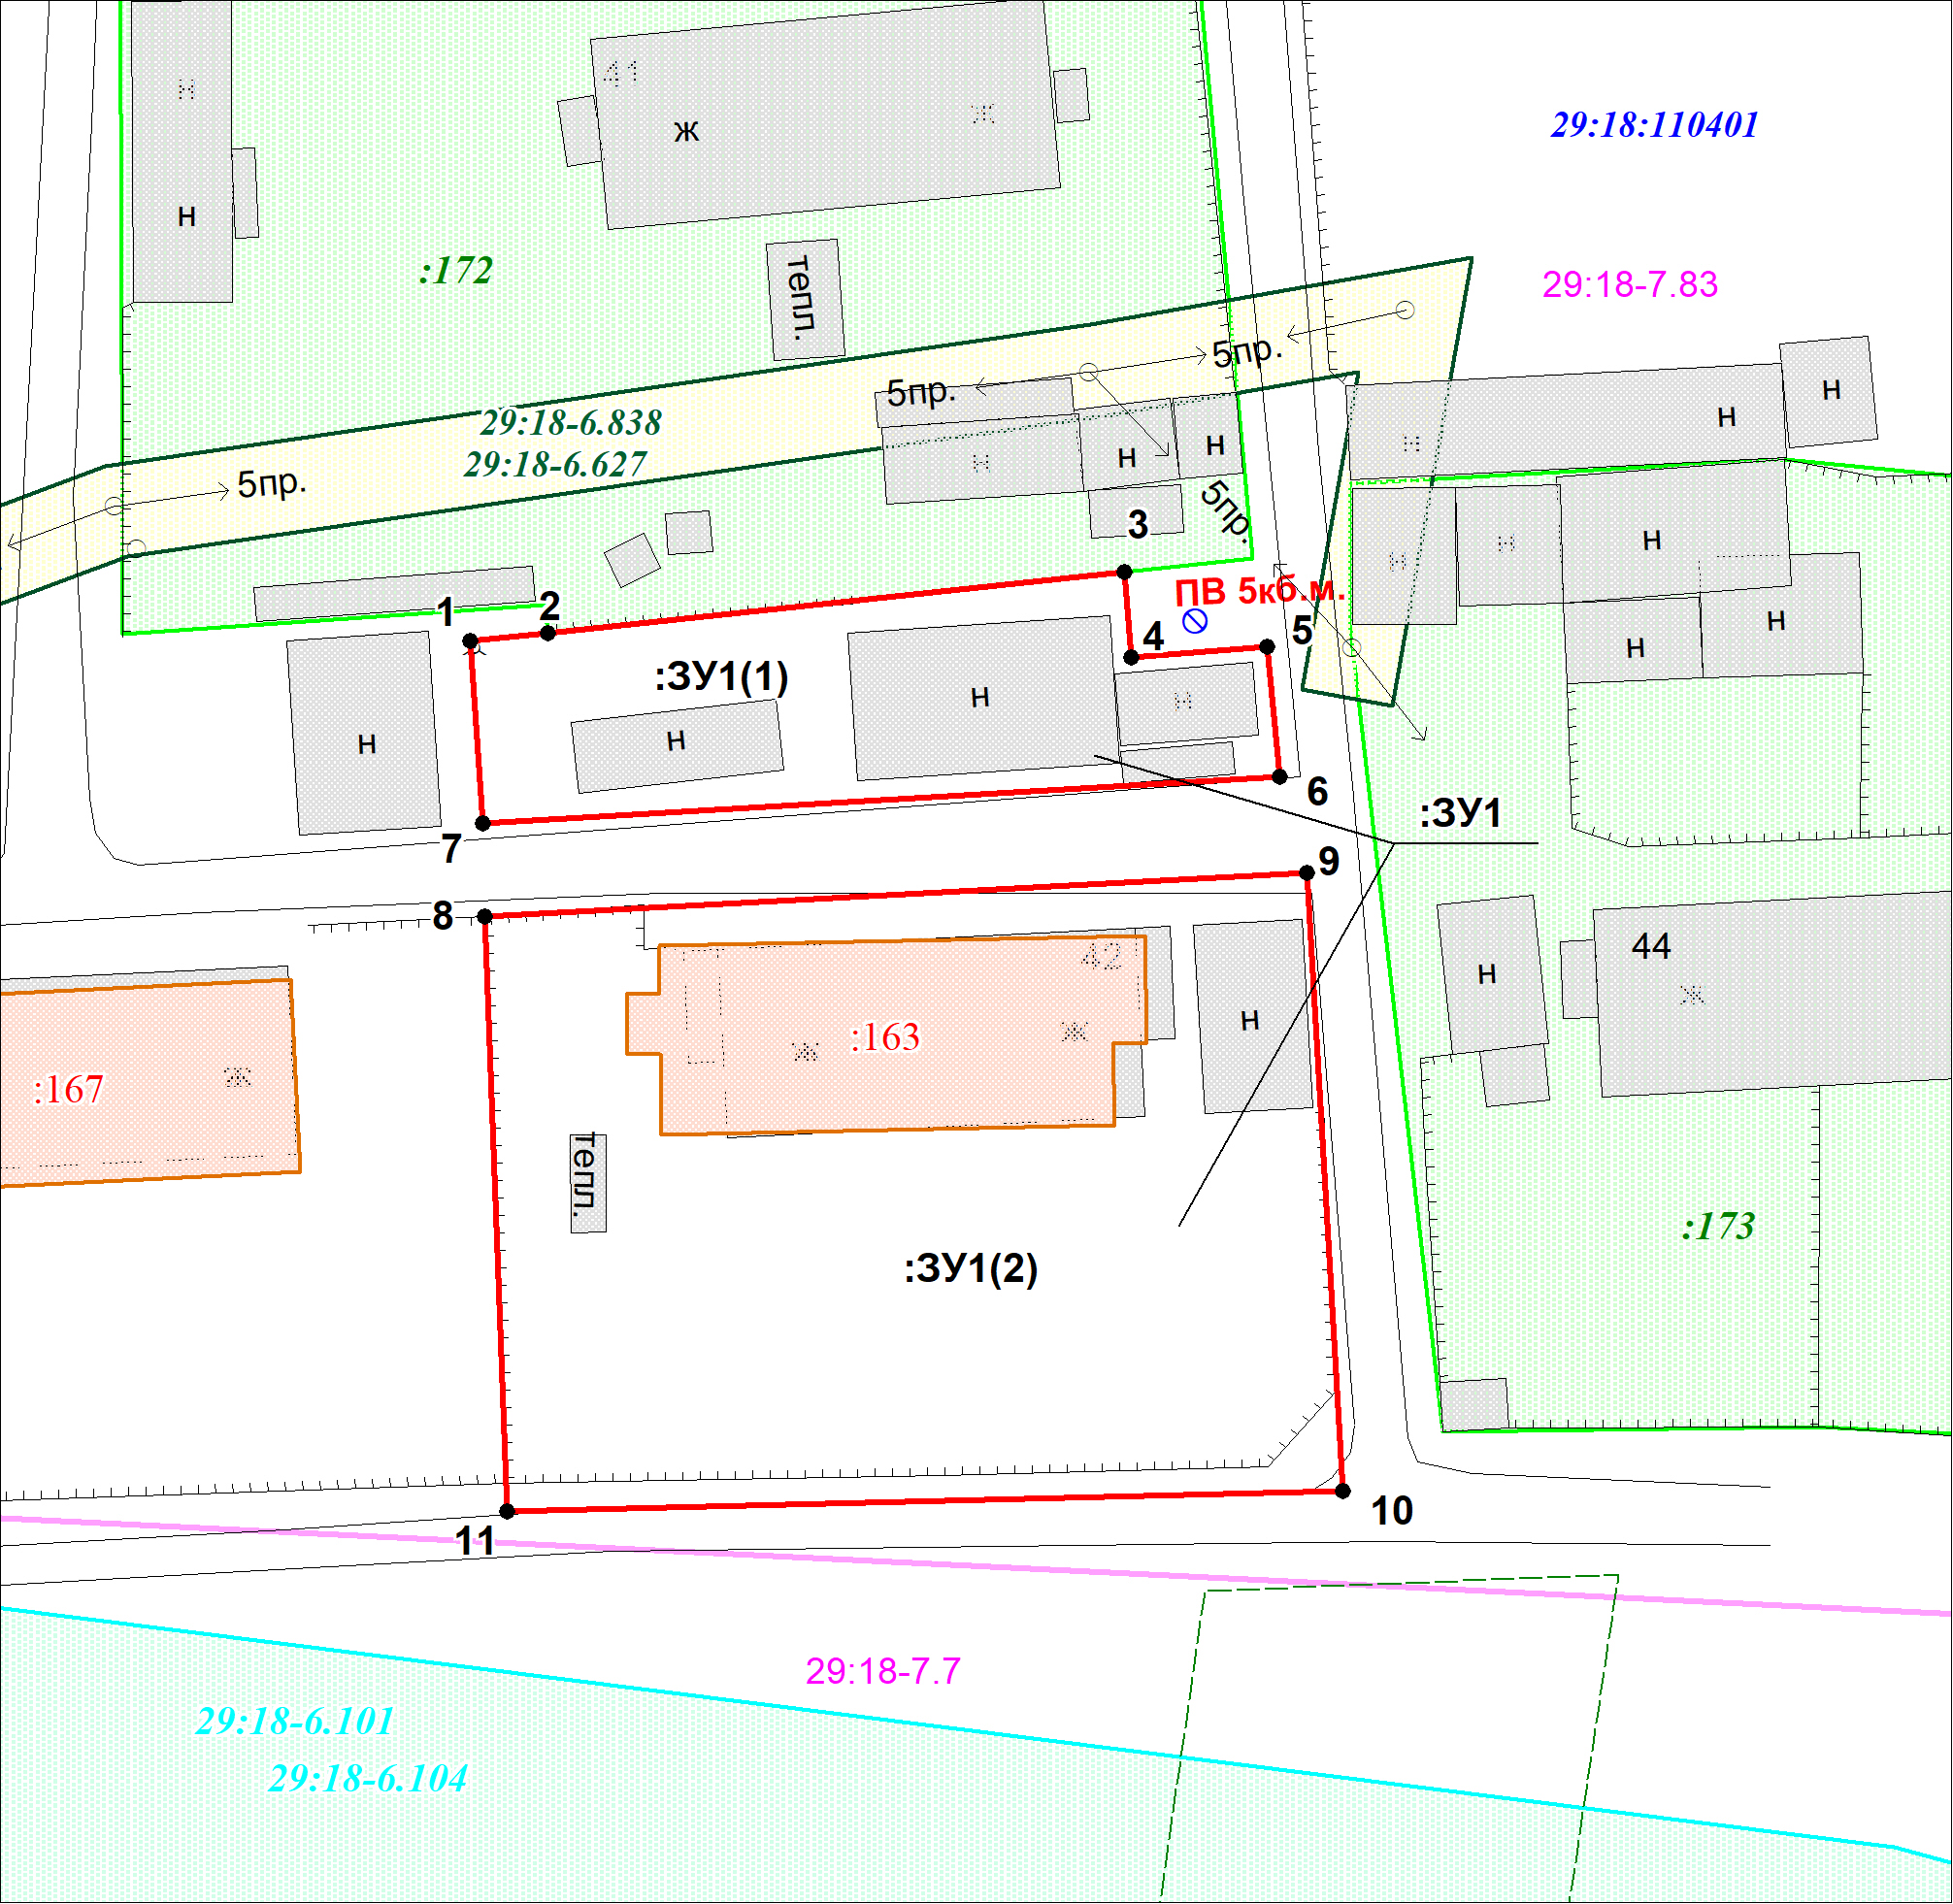 н
41
ж
ж
29:18:110401
н
:172
тепл.
29:18-7.83
5пр.
5пр.
29:18-6.838
29:18-6.627
5пр.
н
н
н
н
н
н
5пр.
3
н
н
н
ПВ 5кб.м.
1
2
4
5
н
н
:ЗУ1(1)
н
н
н
н
6
:ЗУ1
7
8
9
42
н
44
ж
:163
ж
ж
н
:167
ж
тепл.
:173
:ЗУ1(2)
10
11
29:18-7.7
29:18-6.101
29:18-6.104